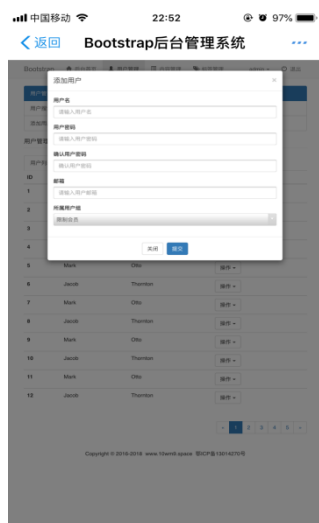 中国移动 22:52 97%
返回 Bootstrap后台管理系统
Bootstrap
添加用户 ×
用户名
请输入用户名
用户密码
请输入用户密码
确认用户密码
确认用户密码
邮箱
请输入用户邮箱
所属用户组
限制会员
关闭 提交
ID
1
2
3
4
5 Mark Otto 操作
6 Jacob Thornton 操作
7 Mark Otto 操作
8 Jacob Thornton 操作
9 Mark Otto 操作
10 Jacob Thornton 操作
11 Mark Otto 操作
12 Jacob Thornton 操作
« 1 2 3 4 5 »